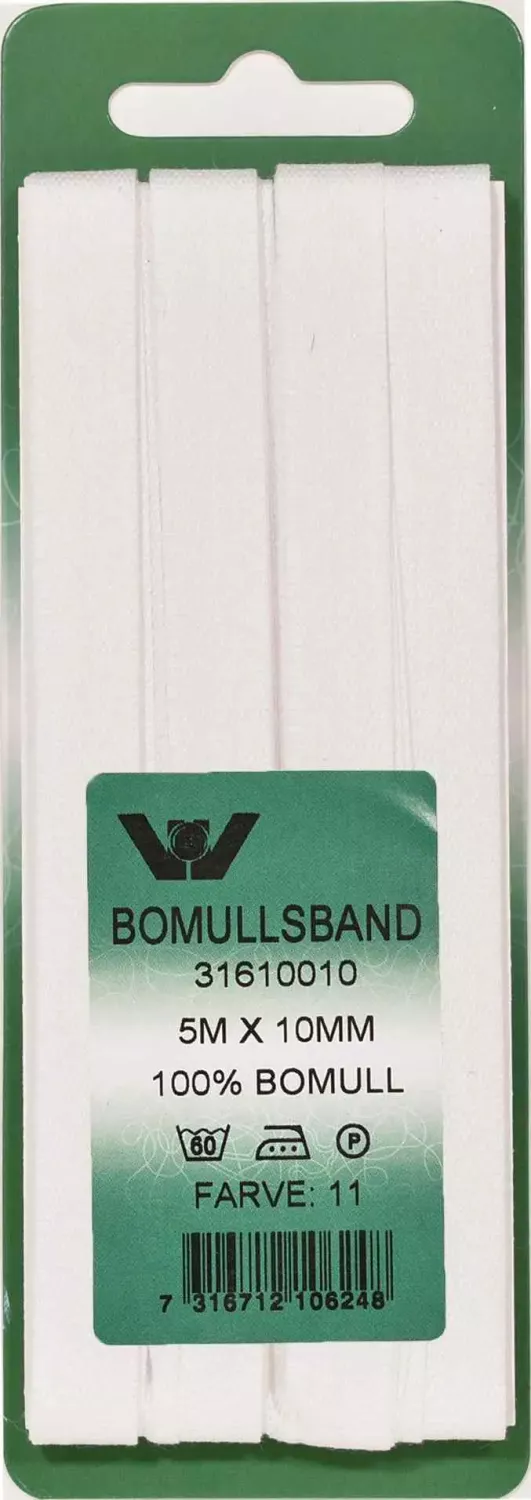 W
BOMULLSBAND
31610010
5M X 10MM
100% BOMULL
60 P
FARVE: 11
7 316712 106248